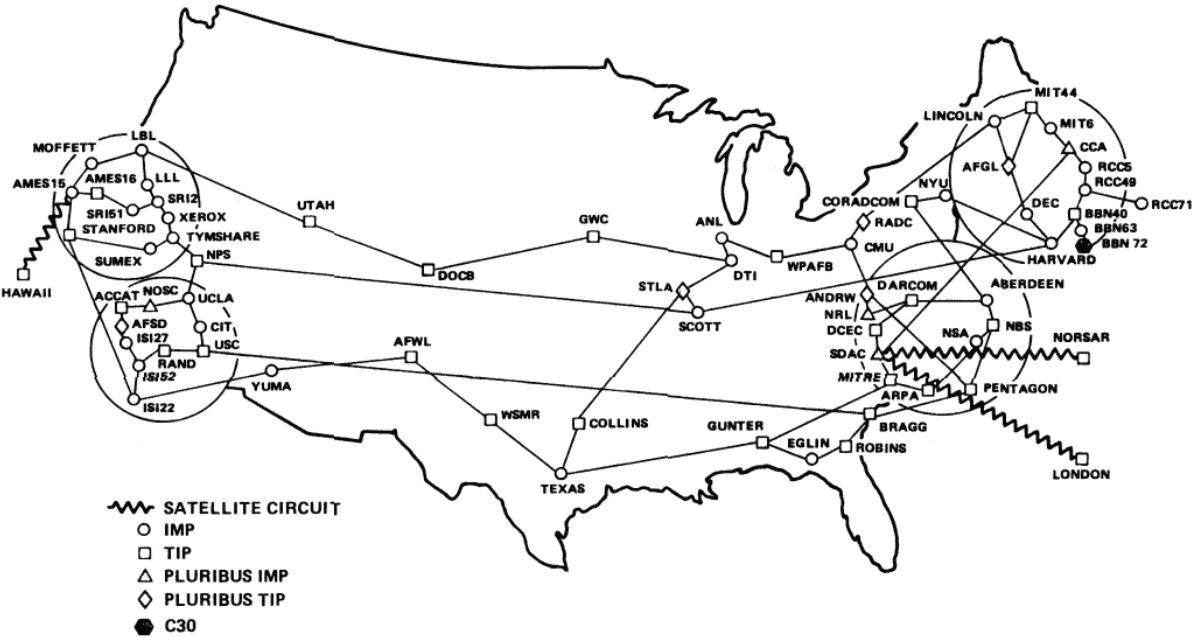 MIT44
LINCOLN
MIT6
LBL
MOFFETT
CCA
AFGL
RCC5
AMES15
AMES16
LLL
NYU
RCC49
SRI2
UTAH
CORADCOM
DEC
RCC71
SRI51
XEROX
GWC
ANL
RADC
BBN40
STANFORD
BBN63
TYMSHARE
CMU
BBN 72
SUMEX
NPS
DOCB
DTI
WPAFB
HARVARD
HAWAII
STLA
DARCOM
ABERDEEN
ACCAT
NOSC
UCLA
ANDRW
NRL
AFSD
CIT
SCOTT
DCEC
NSA
NBS
NORSAR
ISI27
AFWL
RAND
USC
SDAC
ISI52
MITRE
YUMA
ARPA
PENTAGON
ISI22
WSMR
COLLINS
GUNTER
BRAGG
EGLIN
ROBINS
TEXAS
LONDON
SATELLITE CIRCUIT
IMP
TIP
PLURIBUS IMP
PLURIBUS TIP
C30